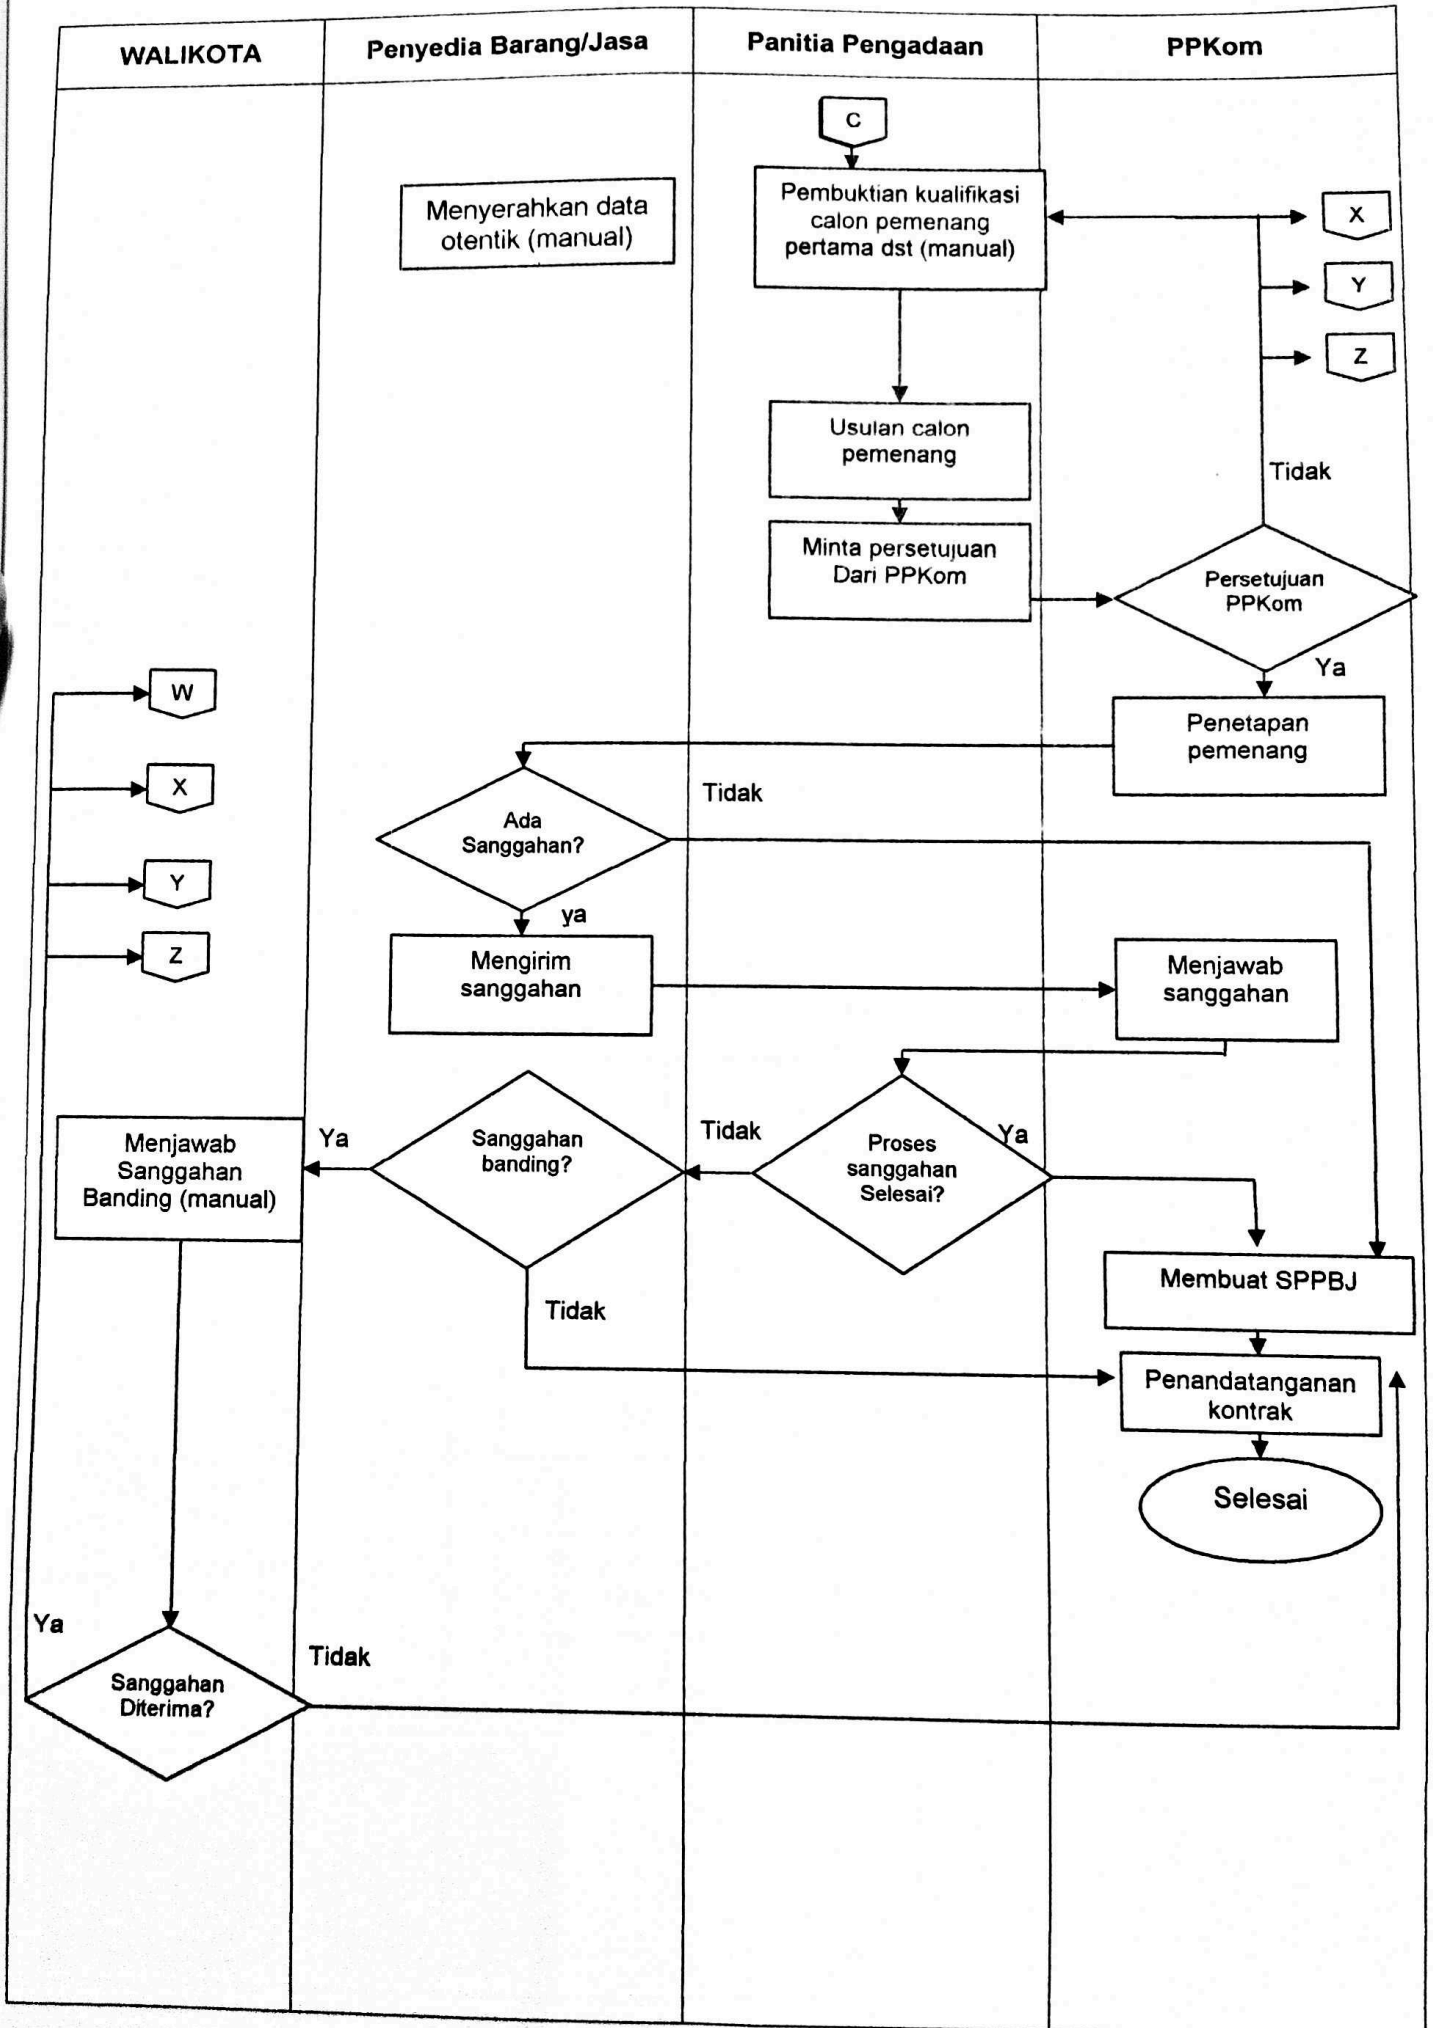 WALIKOTA
Penyedia Barang/Jasa
Panitia Pengadaan
PPKom
C
Menyerahkan data
otentik (manual)
Pembuktian kualifikasi
calon pemenang
pertama dst (manual)
X
Y
Z
Usulan calon
pemenang
Tidak
Minta persetujuan
Dari PPKom
Persetujuan
PPKom
Ya
W
X
Y
Z
Penetapan
pemenang
Ada
Sanggahan?
Tidak
ya
Mengirim
sanggahan
Menjawab
sanggahan
Menjawab
Sanggahan
Banding (manual)
Ya
Sanggahan
banding?
Tidak
Proses
sanggahan
Selesai?
Ya
Tidak
Membuat SPPBJ
Penandatanganan
kontrak
Selesai
Ya
Sanggahan
Diterima?
Tidak